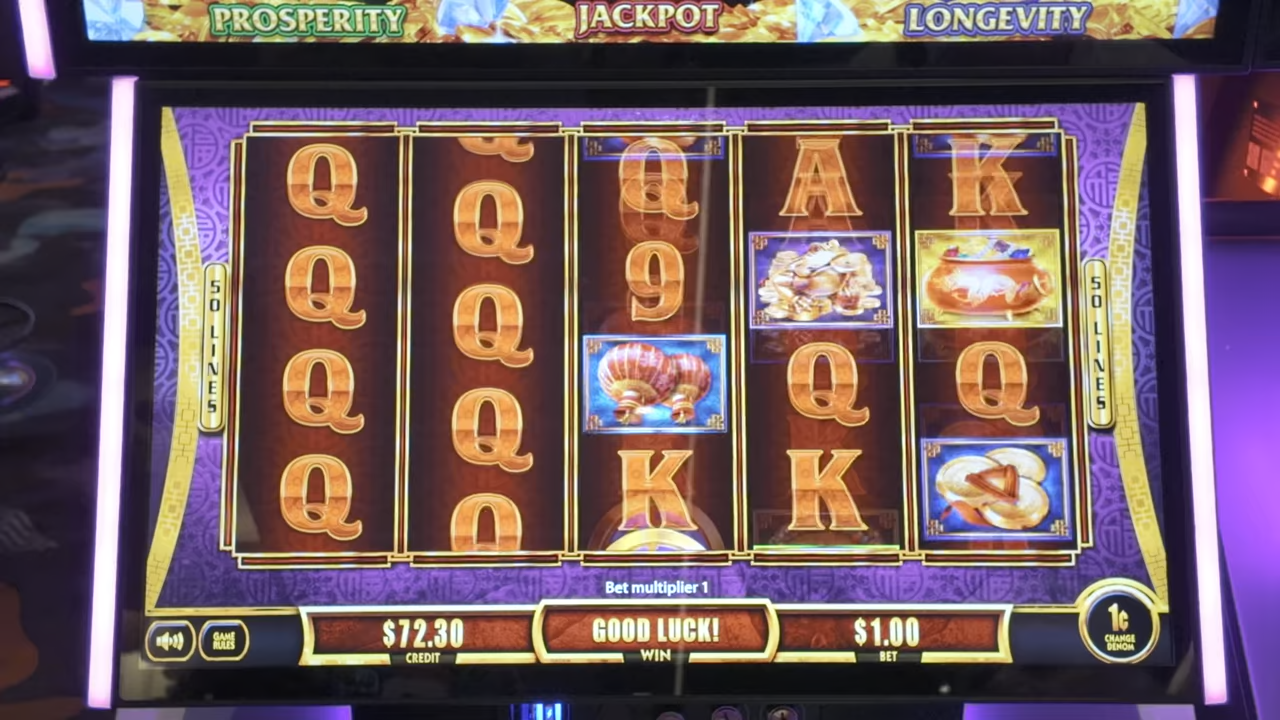 PROSPERITY JACKPOT LONGEVITY
Q Q Q A K
Q Q 9
Q Q Q Q
Q Q K K
Q
50 LINES
50 LINES
Bet multiplier 1
GAME RULES
$72.30
CREDIT
GOOD LUCK!
WIN
$1.00
BET
1¢
CHANGE
DENOM